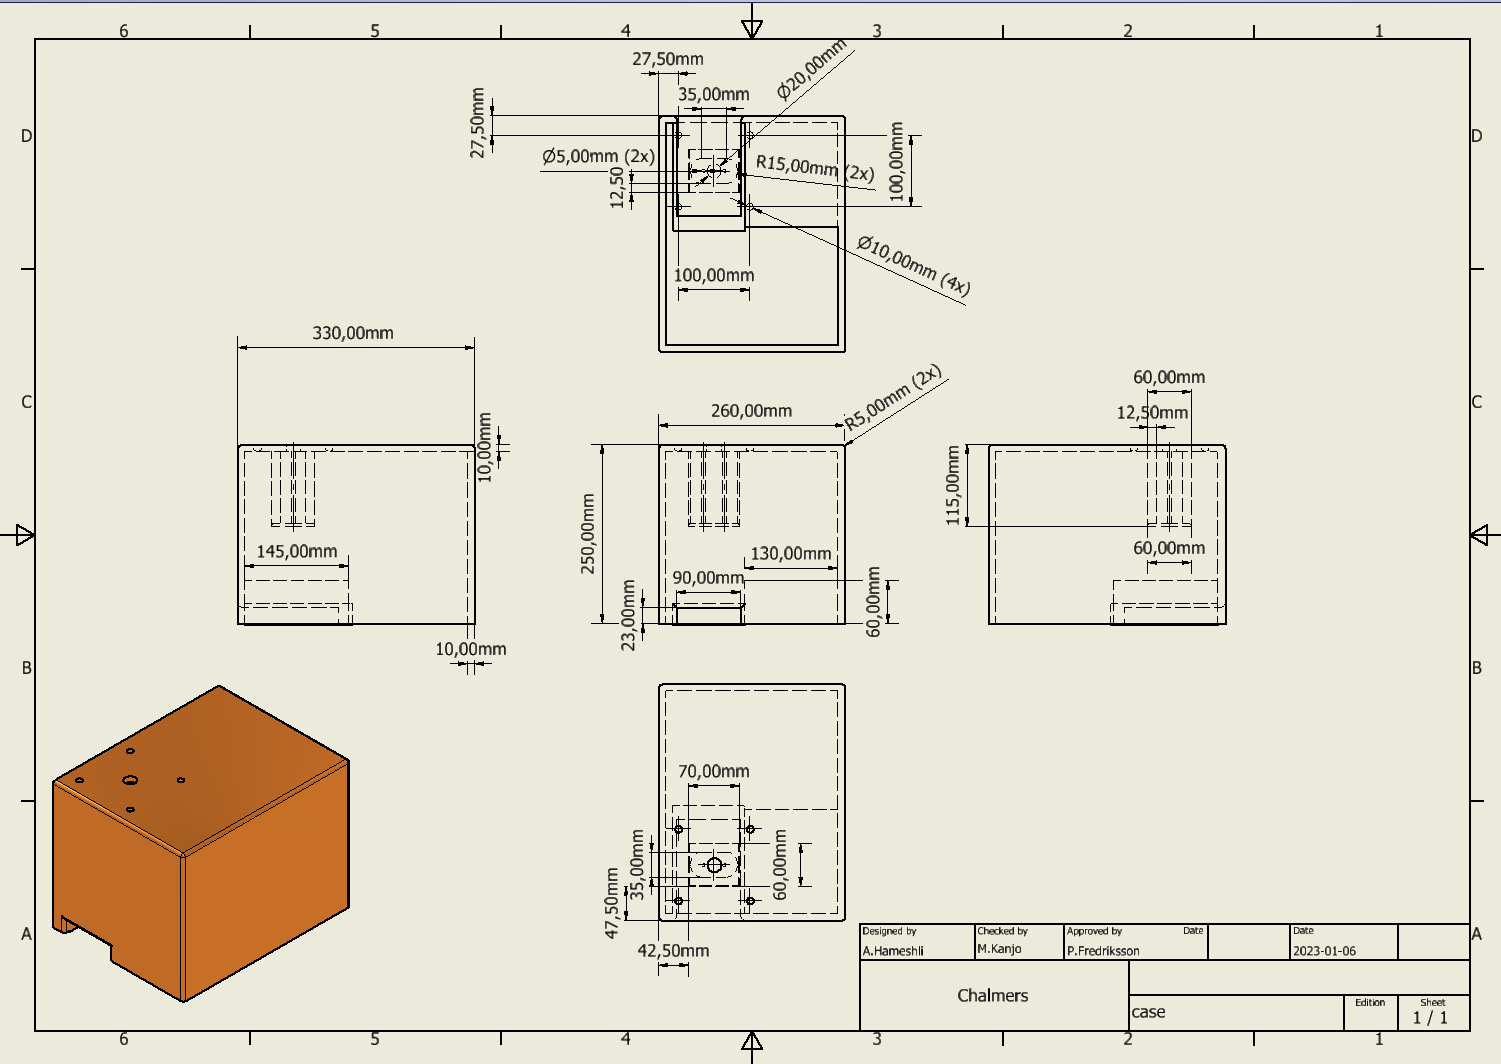 6 5 4 3 2 1
27,50mm
Ø20,00mm
35,00mm
27,50mm
D D
Ø5,00mm (2x)
R15,00mm (2x)
100,00mm
12,50
Ø10,00mm (4x)
100,00mm
330,00mm
R5,00mm (2x)
60,00mm
C C
260,00mm
12,50mm
10,00mm
115,00mm
250,00mm
145,00mm
130,00mm
60,00mm
90,00mm
23,00mm
60,00mm
10,00mm
B B
70,00mm
35,00mm
60,00mm
47,50mm
42,50mm
A A
Designed by Checked by Approved by Date Date
A.Hameshli M.Kanjo P.Fredriksson 2023-01-06
Chalmers
case
Edition Sheet
1 / 1
6 5 4 3 2 1